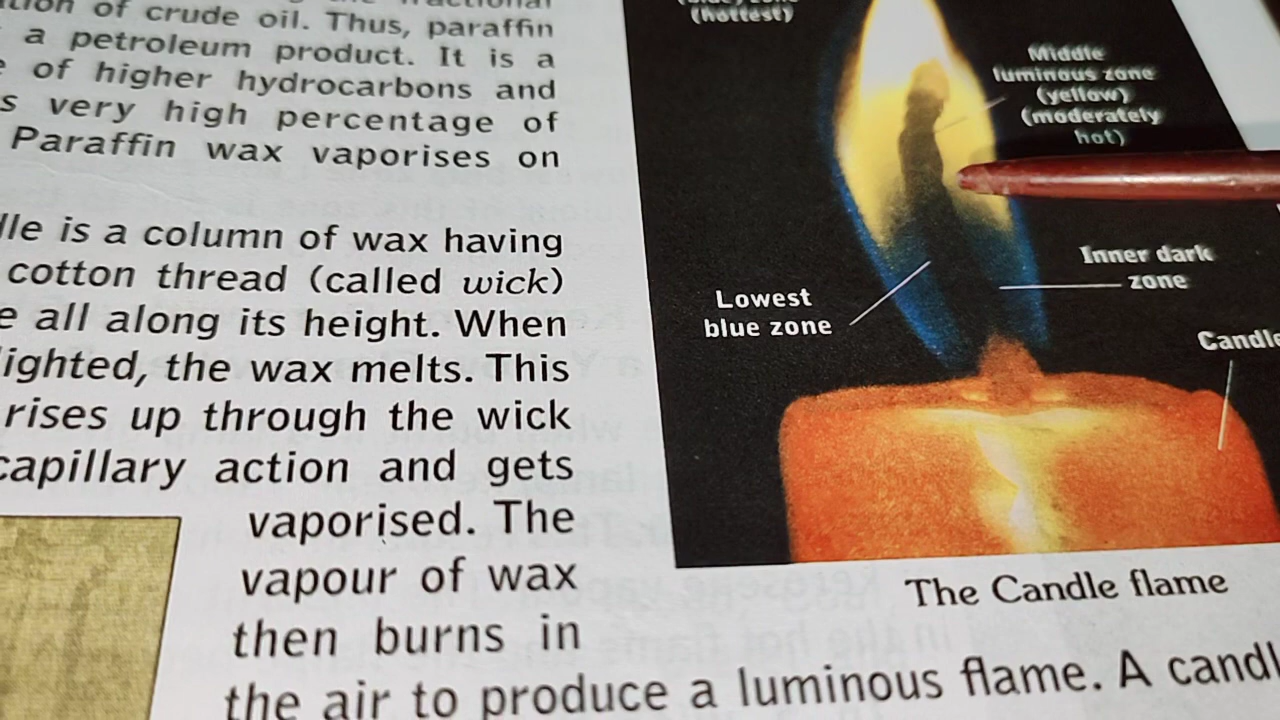 of crude oil. Thus, paraffin
a petroleum product. It is a
of higher hydrocarbons and
very high percentage of
Paraffin wax vaporises on
is a column of wax having
cotton thread (called wick)
all along its height. When
the wax melts. This
rises up through the wick
capillary action and gets
vaporised. The
vapour of wax
then burns in
the air to produce a luminous flame. A
(hottest)
Middle
luminous zone
(yellow)
(moderately
hot)
Inner dark
zone
Lowest
blue zone
Candle
The Candle flame